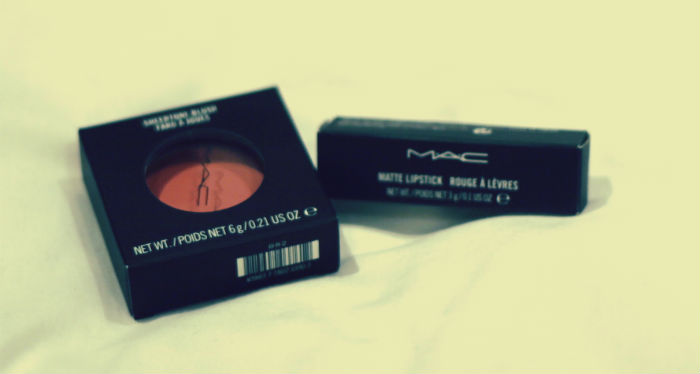 SHEERTONE BLUSH
FARD À JOUES
MAC
NET WT. / POIDS NET 6 g / 0.21 US OZ ℮
MAC
MATTE LIPSTICK ROUGE À LÈVRES
NET WT. / POIDS NET 3 g / 0.1 US OZ ℮